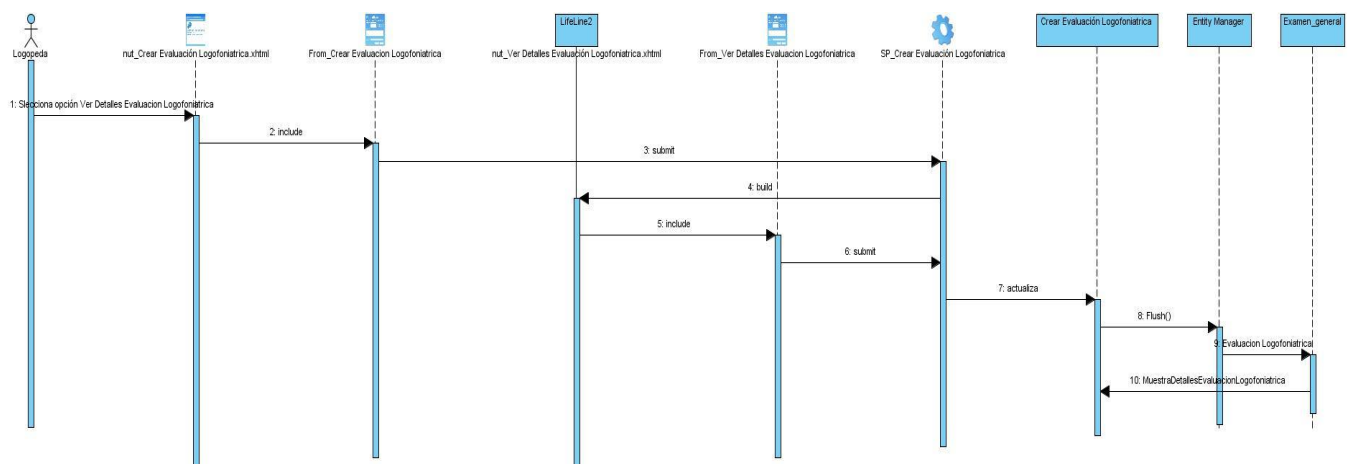 LifeLine2
Crear Evaluación Logofoniatrica
Entity Manager
Examen_general
Logopeda
nut_Crear Evaluación Logofoniatrica.xhtml
From_Crear Evaluacion Logofoniatrica
nut_Ver Detalles Evaluación Logofoniatrica.xhtml
From_Ver Detalles Evaluacion Logofoniatrica
SP_Crear Evaluación Logofoniatrica
1: Slecciona opción Ver Detalles Evaluacion Logofoniatrica
2: include
3: submit
4: build
5: include
6: submit
7: actualiza
8: Flush()
9: Evaluacion Logofoniatrical
10: MuestraDetallesEvaluacionLogofoniatrica